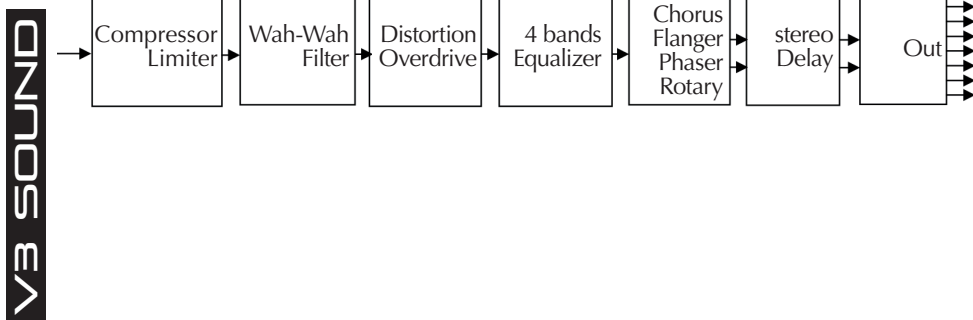 V3 SOUND
Compressor
Limiter
Wah-Wah
Filter
Distortion
Overdrive
4 bands
Equalizer
Chorus
Flanger
Phaser
Rotary
stereo
Delay
Out